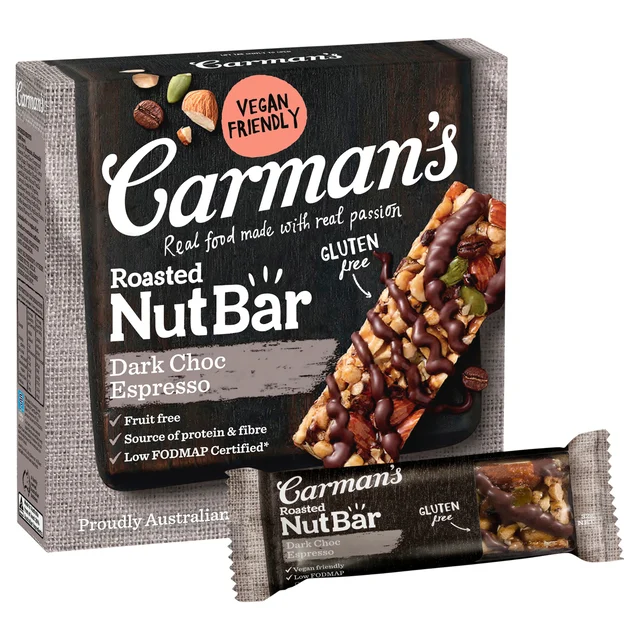 Carman's
Carman's
VEGAN
FRIENDLY
Carman's
Real food made with real passion
GLUTEN
free
Roasted
NutBar
Dark Choc
Espresso
✓ Fruit free
✓ Source of protein & fibre
✓ Low FODMAP Certified*
Proudly Australian
Carman's
Roasted
NutBar
Dark Choc
Espresso
✓ Vegan friendly
✓ Low FODMAP
GLUTEN
free